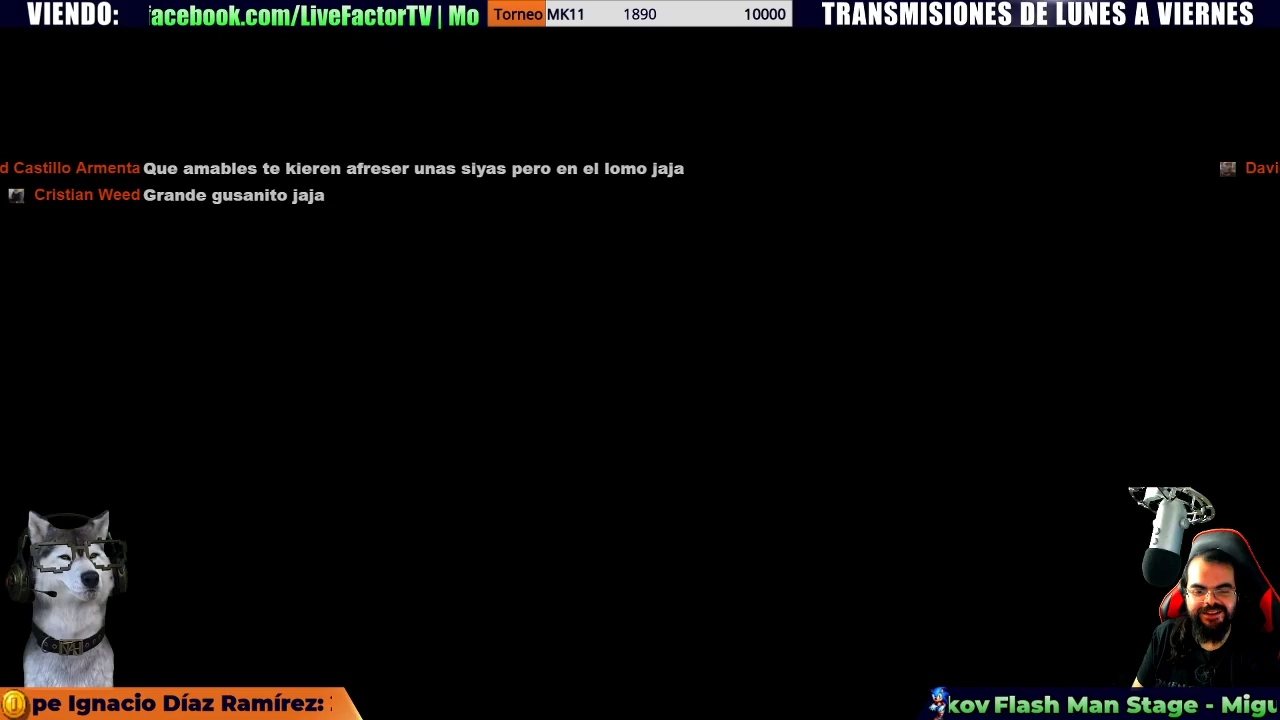 VIENDO:
acebook.com/LiveFactorTV | Mo
Torneo MK11 1890 10000
TRANSMISIONES DE LUNES A VIERNES
d Castillo Armenta Que amables te kieren afreser unas siyas pero en el lomo jaja
Davi
Cristian Weed Grande gusanito jaja
pe Ignacio Díaz Ramírez:
kov Flash Man Stage - Migu